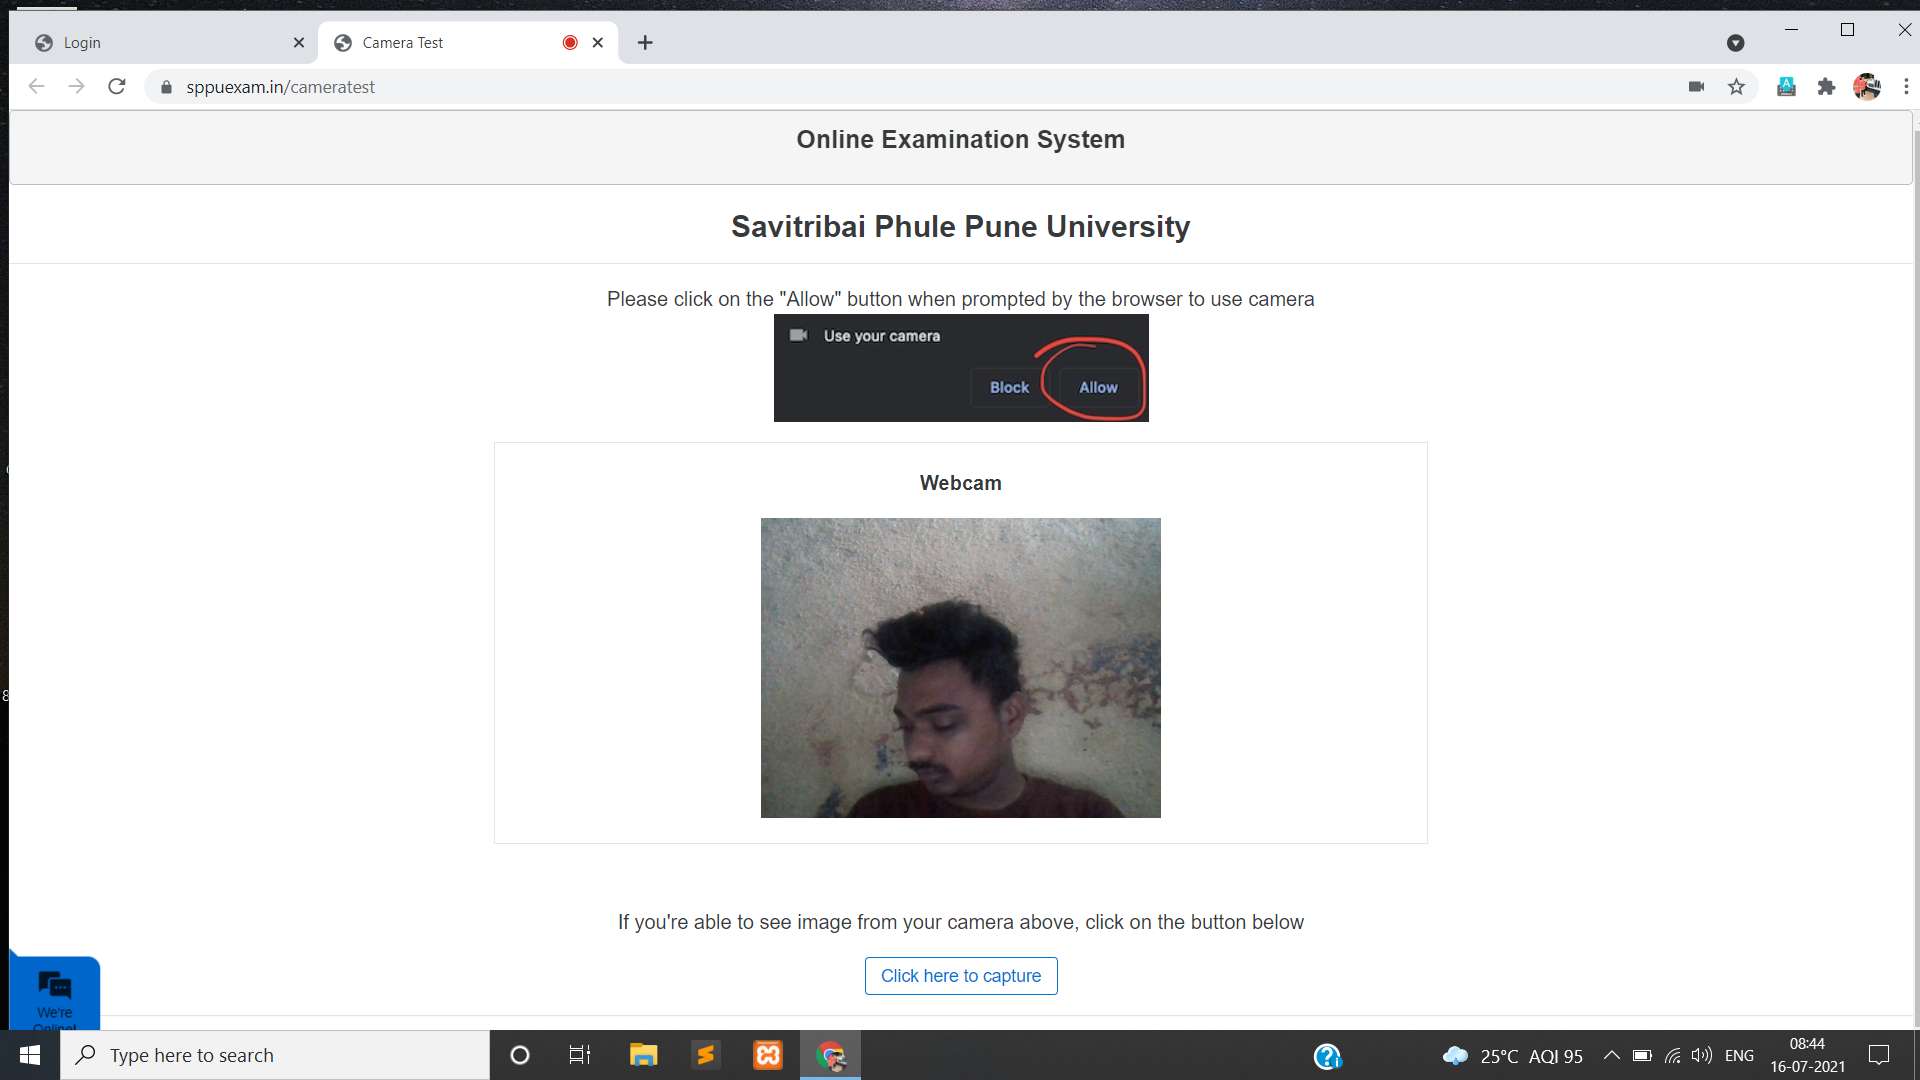 Login
Camera Test
sppuexam.in/cameratest
Online Examination System
Savitribai Phule Pune University
Please click on the "Allow" button when prompted by the browser to use camera
Use your camera
Block
Allow
Webcam
If you're able to see image from your camera above, click on the button below
Click here to capture
We're
Online!
Type here to search
25°C AQI 95
ENG
08:44
16-07-2021